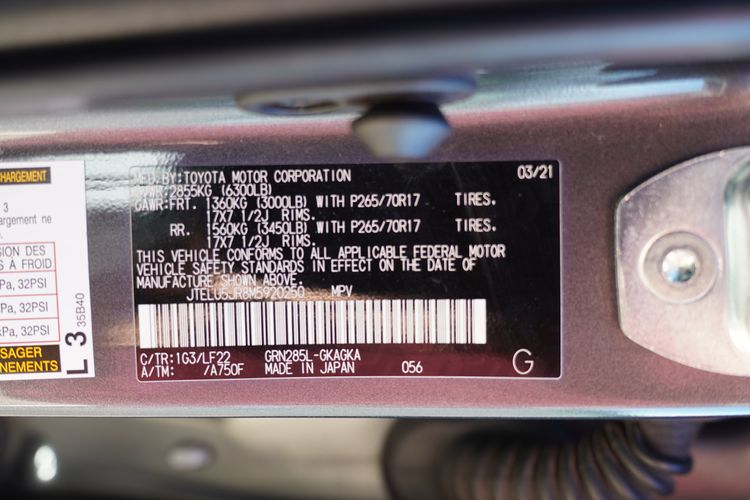 CHARGEMENT
3
argement ne
SION DES
À FROID
Pa, 32PSI
Pa, 32PSI
Pa, 32PSI
SAGER
NEMENTS
L 3 35B40
MFD.BY:TOYOTA MOTOR CORPORATION 03/21
GVWR:2855KG (6300LB)
GAWR:FRT. 1360KG (3000LB) WITH P265/70R17 TIRES.
17X7 1/2J RIMS.
RR. 1560KG (3450LB) WITH P265/70R17 TIRES.
17X7 1/2J RIMS.
THIS VEHICLE CONFORMS TO ALL APPLICABLE FEDERAL MOTOR
VEHICLE SAFETY STANDARDS IN EFFECT ON THE DATE OF
MANUFACTURE SHOWN ABOVE.
JTELU5JR8M5920250 MPV
C/TR:1G3/LF22 GRN285L-GKAGKA
A/TM: /A750F MADE IN JAPAN 056 G